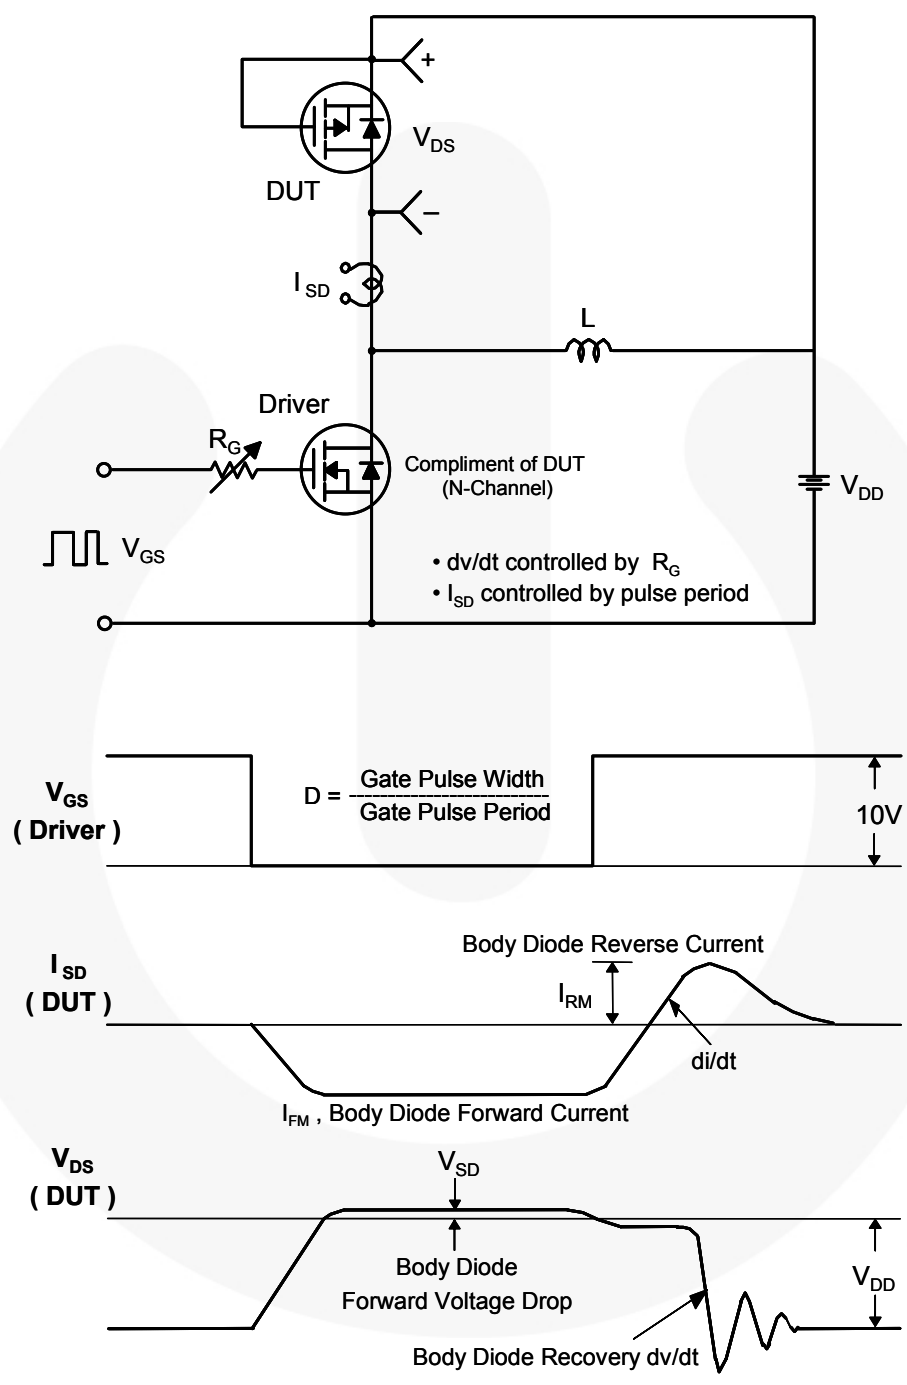 +
V_DS
DUT
–
I_SD
L
Driver
R_G
Compliment of DUT
(N-Channel)
V_DD
V_GS
• dv/dt controlled by R_G
• I_SD controlled by pulse period
V_GS
( Driver )
D = Gate Pulse Width
Gate Pulse Period
10V
Body Diode Reverse Current
I_SD
( DUT )
I_RM
di/dt
I_FM , Body Diode Forward Current
V_DS
( DUT )
V_SD
Body Diode
Forward Voltage Drop
V_DD
Body Diode Recovery dv/dt